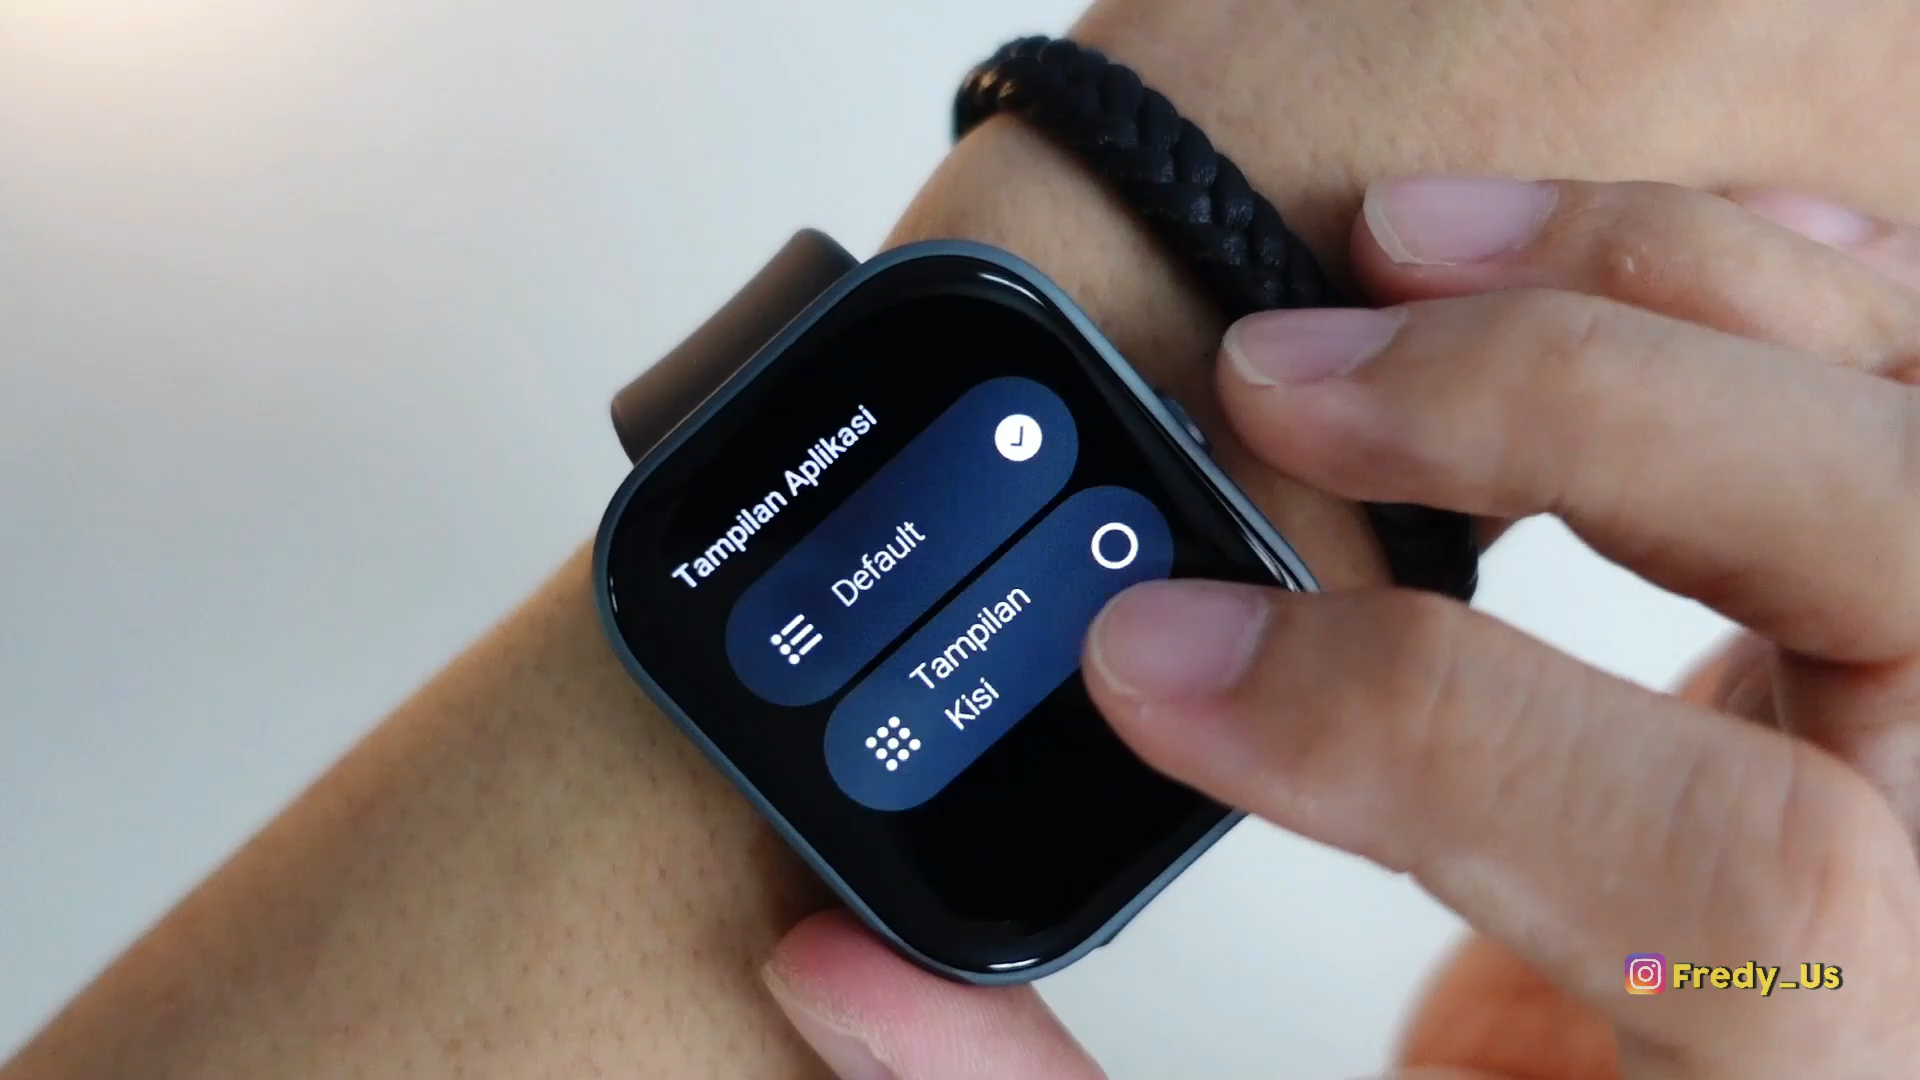 Tampilan Aplikasi
Default
Tampilan
Kisi
Fredy_Us